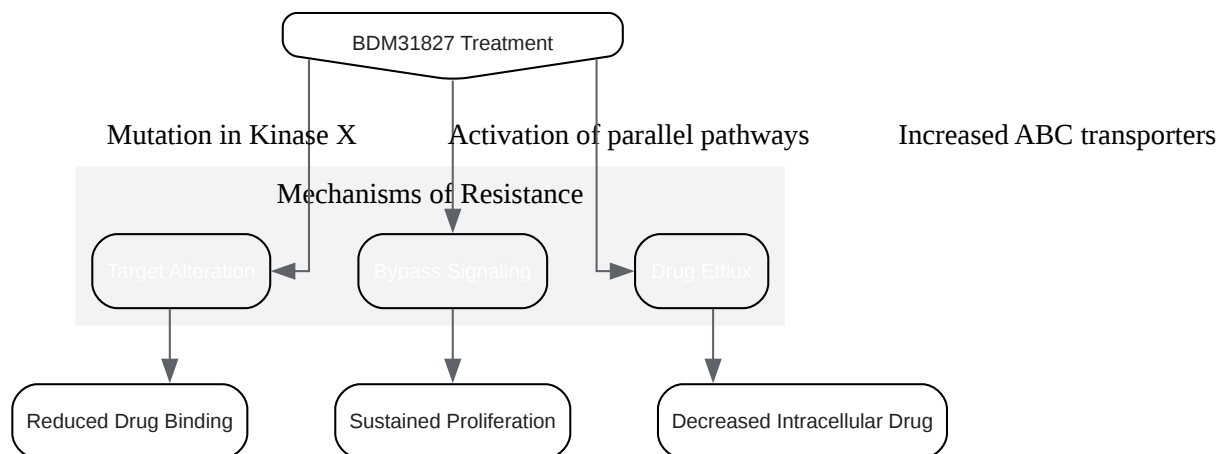 BDM31827 Treatment
Mutation in Kinase X
Activation of parallel pathways
Increased ABC transporters
Mechanisms of Resistance
Target Alteration
Bypass Signaling
Drug Efflux
Reduced Drug Binding
Sustained Proliferation
Decreased Intracellular Drug